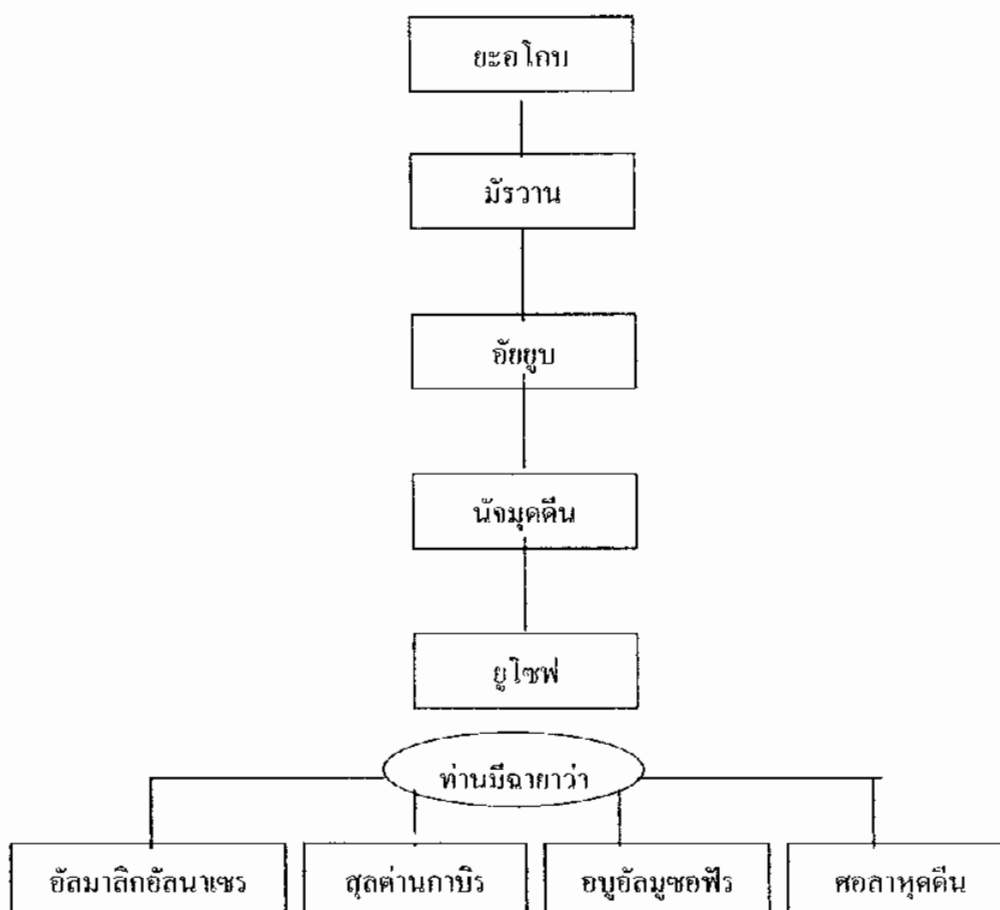 ยะอโกบ
มัรวาน
อัยยูบ
นัจมุดดีน
ยูโซฟ
ท่านมีฉายาว่า
อัลมาลิกอัลนาเซร
สุลต่านกาบิร
อบูอัลมูซอฟัร
ศอลาหุดดีน